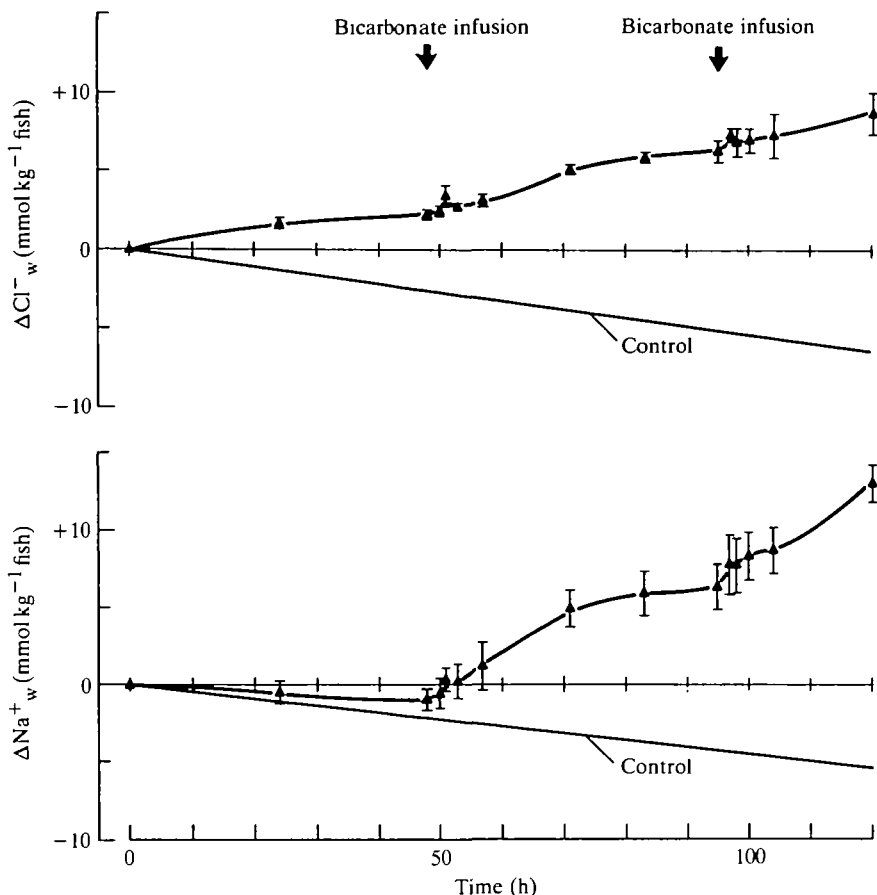 Bicarbonate infusion
Bicarbonate infusion
+10
0
−10
ΔCl⁻w (mmol kg⁻¹ fish)
Control
+10
0
−10
ΔNa⁺w (mmol kg⁻¹ fish)
Control
0
50
100
Time (h)